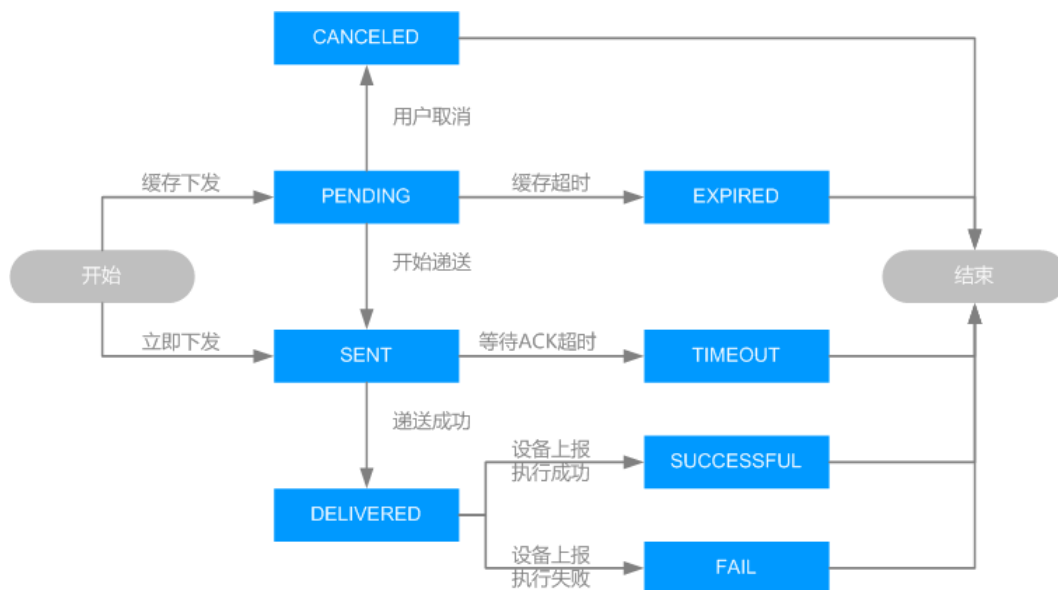 CANCELED
用户取消
缓存下发
PENDING
缓存超时
EXPIRED
开始
开始递送
结束
立即下发
SENT
等待ACK超时
TIMEOUT
递送成功
设备上报
执行成功
SUCCESSFUL
DELIVERED
设备上报
执行失败
FAIL